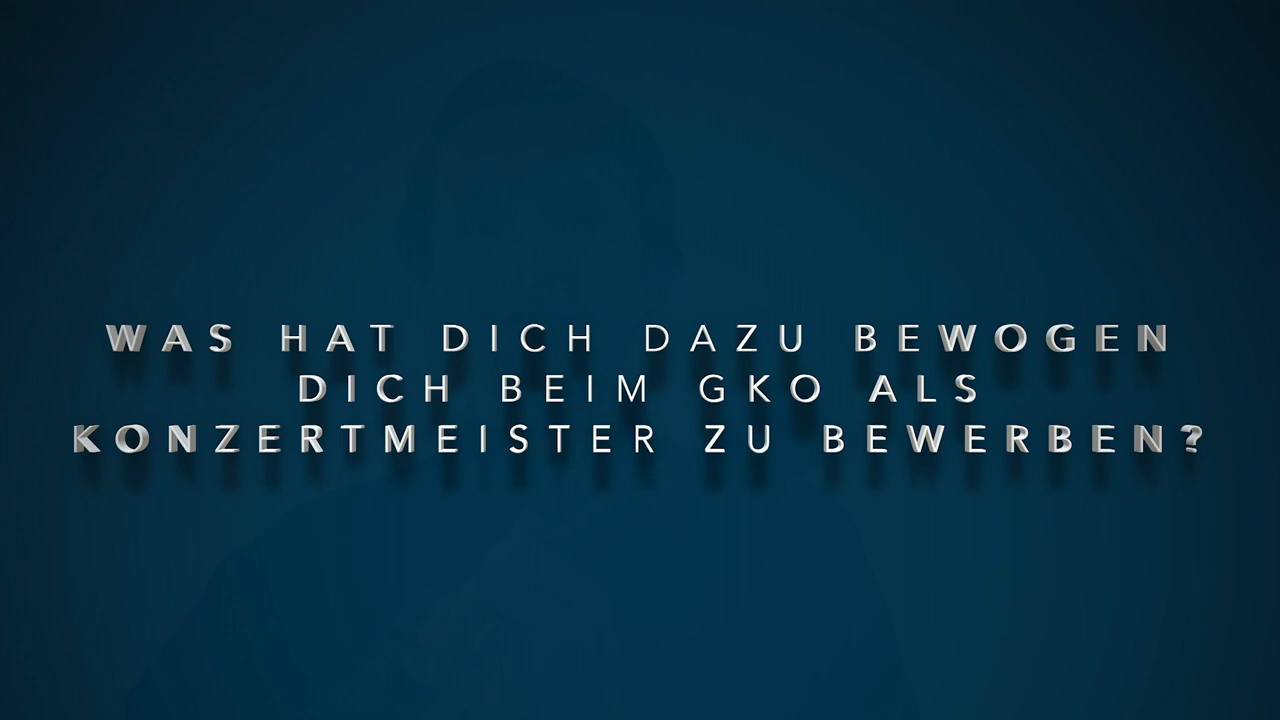 WAS HAT DICH DAZU BEWOGEN
DICH BEIM GKO ALS
KONZERTMEISTER ZU BEWERBEN?